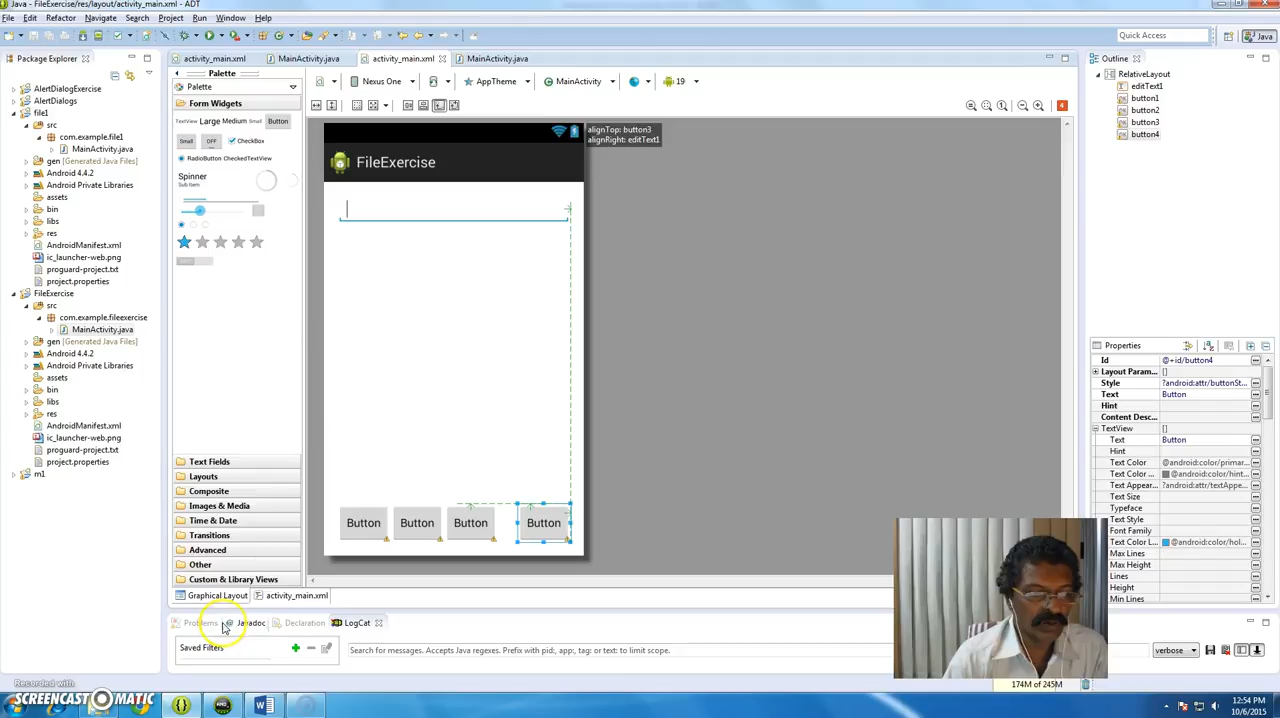 Java - FileExercise/res/layout/activity_main.xml - ADT
File Edit Refactor Navigate Search Project Run Window Help
Quick Access
Java
Package Explorer
activity_main.xml MainActivity.java activity_main.xml MainActivity.java
Outline
AlertDialogExercise
AlertDialogs
file1
src
com.example.file1
MainActivity.java
gen [Generated Java Files]
Android 4.4.2
Android Private Libraries
assets
bin
libs
res
AndroidManifest.xml
ic_launcher-web.png
proguard-project.txt
project.properties
FileExercise
src
com.example.fileexercise
MainActivity.java
gen [Generated Java Files]
Android 4.4.2
Android Private Libraries
assets
bin
libs
res
AndroidManifest.xml
ic_launcher-web.png
proguard-project.txt
project.properties
m1
Palette
Palette
Form Widgets
TextView Large Medium Small Button
Small OFF CheckBox
RadioButton CheckedTextView
Spinner
Sub Item
Text Fields
Layouts
Composite
Images & Media
Time & Date
Transitions
Advanced
Other
Custom & Library Views
Nexus One AppTheme MainActivity 19
4
alignTop: button3
alignRight: editText1
FileExercise
Button Button Button Button
Graphical Layout activity_main.xml
RelativeLayout
editText1
button1
button2
button3
button4
Properties
Id @+id/button4
Layout Param... []
Style ?android:attr/buttonSt...
Text Button
Hint
Content Desc...
TextView []
Text Button
Hint
Text Color @android:color/primar...
Text Color ... @android:color/hint...
Text Appear... ?android:attr/textAppe...
Text Size
Typeface
Text Style
Font Family
Text Color L... @android:color/hol...
Max Lines
Max Height
Lines
Height
Min Lines
Problems @ Javadoc Declaration LogCat
Saved Filters
Search for messages. Accepts Java regexes. Prefix with pid:, app:, tag: or text: to limit scope.
verbose
174M of 245M
Recorded with
SCREENCAST-O-MATIC
12:54 PM
10/6/2015